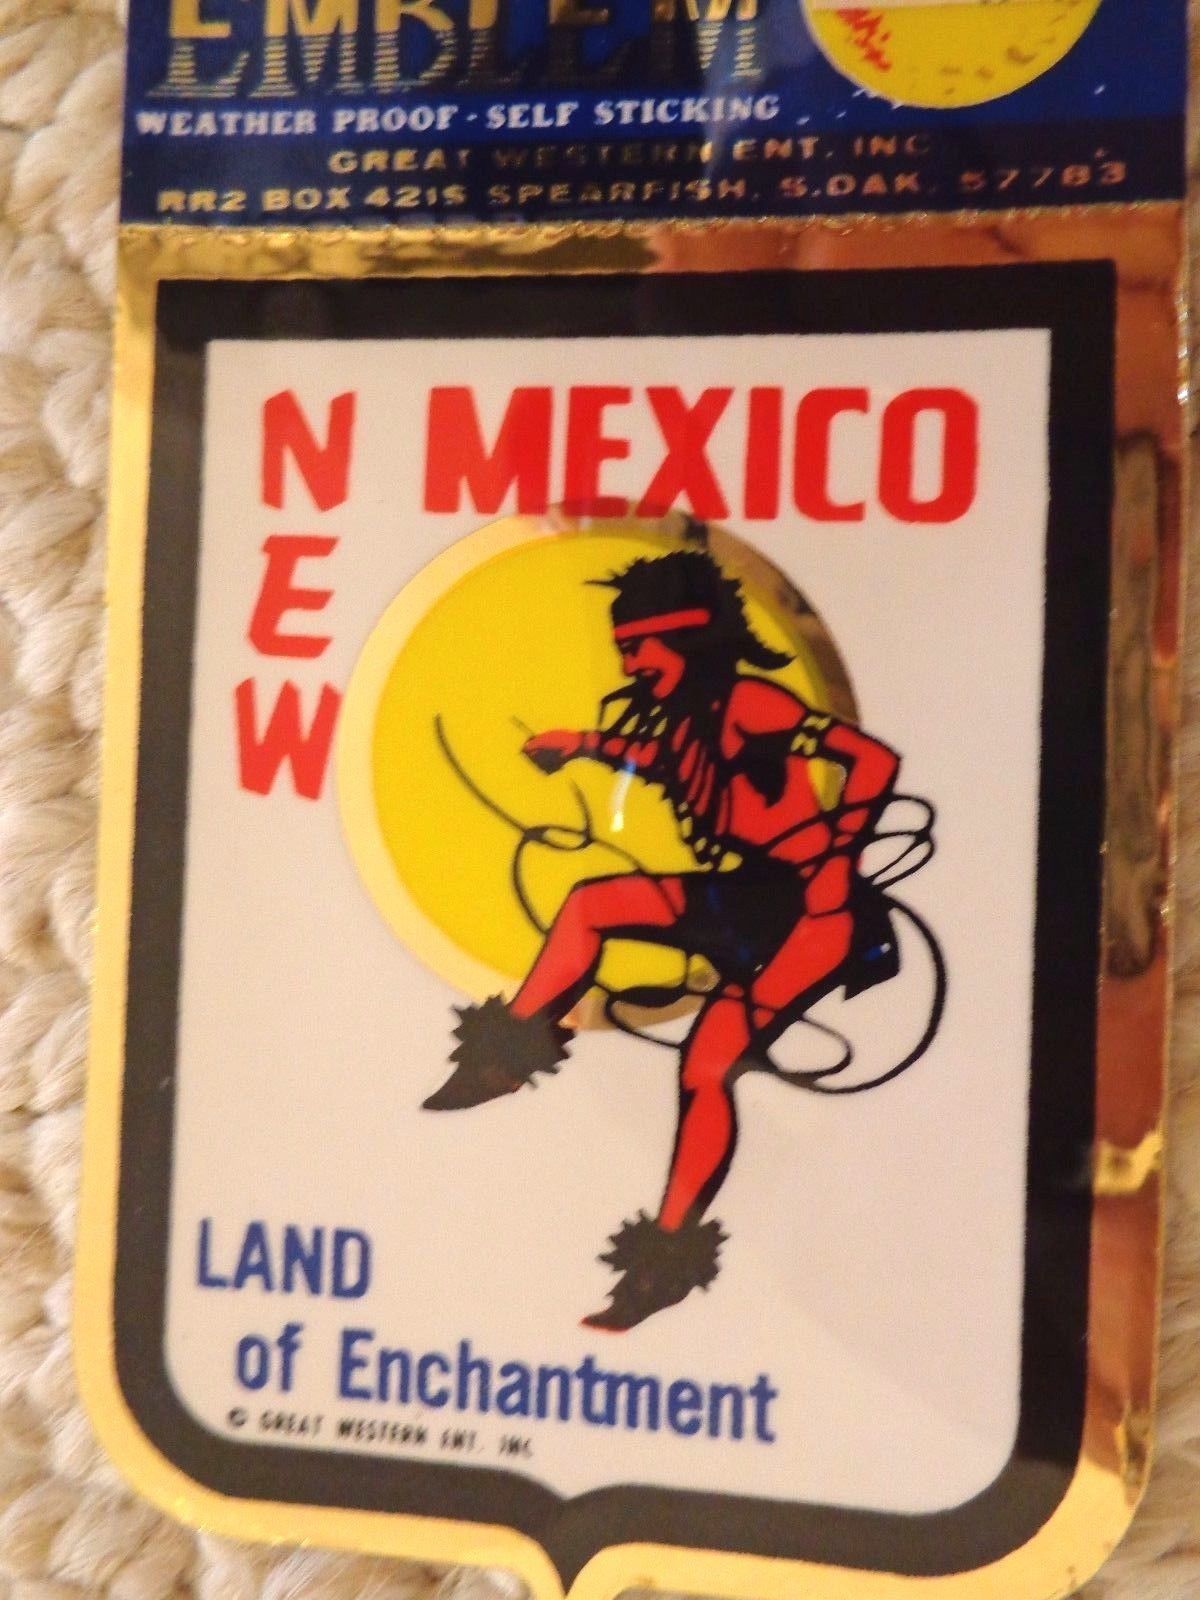 EMBLEM
WEATHER PROOF - SELF STICKING
GREAT WESTERN ENT. INC
RR2 BOX 421S SPEARFISH, S.DAK. 57783
NEW
MEXICO
LAND
of Enchantment
© GREAT WESTERN ENT. INC